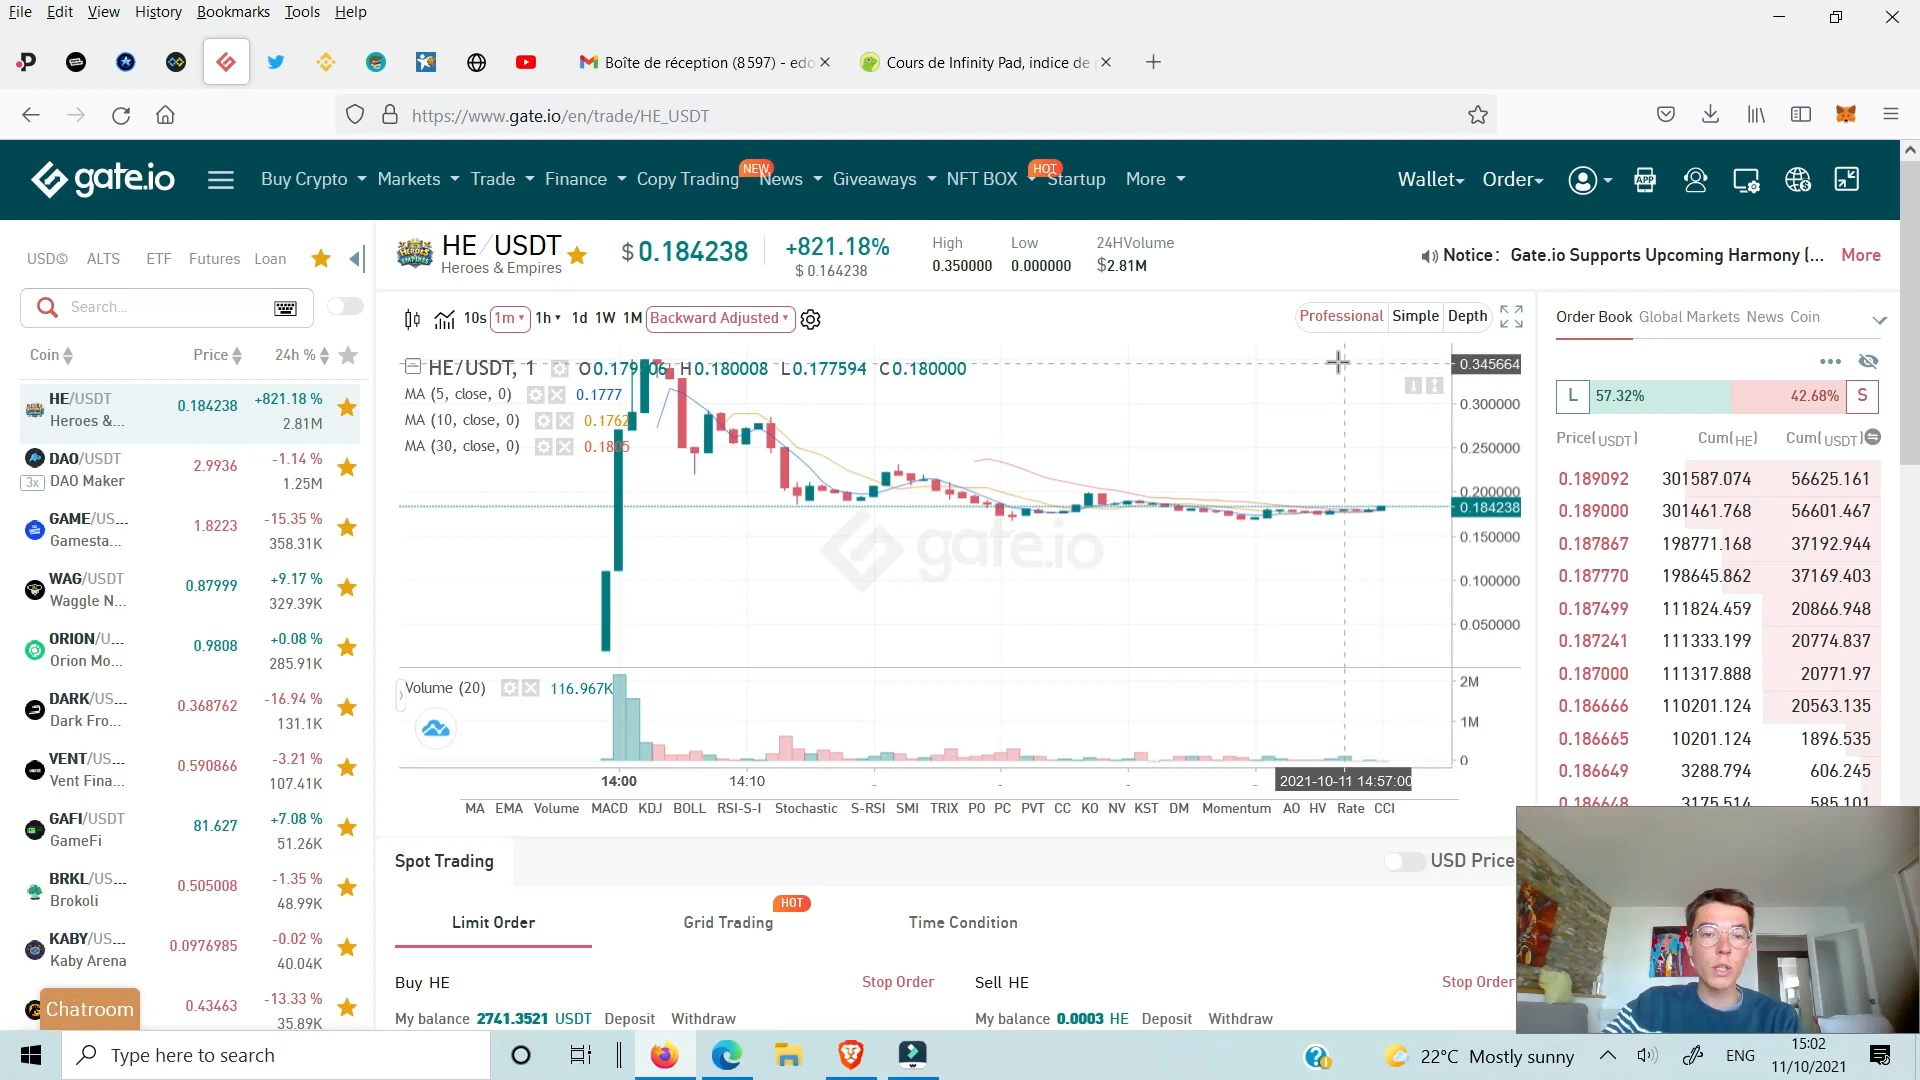 File Edit View History Bookmarks Tools Help
Boîte de réception (8 597) - edo
Cours de Infinity Pad, indice de p
https://www.gate.io/en/trade/HE_USDT
gate.io
Buy Crypto Markets Trade Finance Copy Trading NEW News Giveaways NFT BOX HOT Startup More
Wallet Order APP
USDⓈ ALTS ETF Futures Loan
HE/USDT
Heroes & Empires
$ 0.184238
+821.18%
$ 0.164238
High
0.350000
Low
0.000000
24HVolume
$2.81M
Notice: Gate.io Supports Upcoming Harmony (... More
Search...
Coin Price 24h %
HE/USDT 0.184238 +821.18 %
Heroes &... 2.81M
DAO/USDT 2.9936 -1.14 %
3x DAO Maker 1.25M
GAME/US... 1.8223 -15.35 %
Gamesta... 358.31K
WAG/USDT 0.87999 +9.17 %
Waggle N... 329.39K
ORION/U... 0.9808 +0.08 %
Orion Mo... 285.91K
DARK/US... 0.368762 -16.94 %
Dark Fro... 131.1K
VENT/US... 0.590866 -3.21 %
Vent Fina... 107.41K
GAFI/USDT 81.627 +7.08 %
GameFi 51.26K
BRKL/US... 0.505008 -1.35 %
Brokoli 48.99K
KABY/US... 0.0976985 -0.02 %
Kaby Arena 40.04K
0.43463 -13.33 %
35.89K
Chatroom
10s 1m 1h 1d 1W 1M Backward Adjusted
Professional Simple Depth
HE/USDT, 1 O0.179906 H0.180008 L0.177594 C0.180000
MA (5, close, 0) 0.1777
MA (10, close, 0) 0.1762
MA (30, close, 0) 0.1805
0.345664
0.300000
0.250000
0.200000
0.184238
0.150000
0.100000
0.050000
gate.io
Volume (20) 116.967K
2M
1M
0
14:00 14:10 2021-10-11 14:57:00
MA EMA Volume MACD KDJ BOLL RSI-S-I Stochastic S-RSI SMI TRIX PO PC PVT CC KO NV KST DM Momentum AO HV Rate CCI
Order Book Global Markets News Coin
L 57.32% 42.68% S
Price(USDT) Cum(HE) Cum(USDT)
0.189092 301587.074 56625.161
0.189000 301461.768 56601.467
0.187867 198771.168 37192.944
0.187770 198645.862 37169.403
0.187499 111824.459 20866.948
0.187241 111333.199 20774.837
0.187000 111317.888 20771.97
0.186666 110201.124 20563.135
0.186665 10201.124 1896.535
0.186649 3288.794 606.245
0.186648 3175.514 585.101
Spot Trading
USD Price
Limit Order Grid Trading HOT Time Condition
Buy HE Stop Order
Sell HE Stop Order
My balance 2741.3521 USDT Deposit Withdraw
My balance 0.0003 HE Deposit Withdraw
Type here to search
22°C Mostly sunny
ENG
15:02
11/10/2021